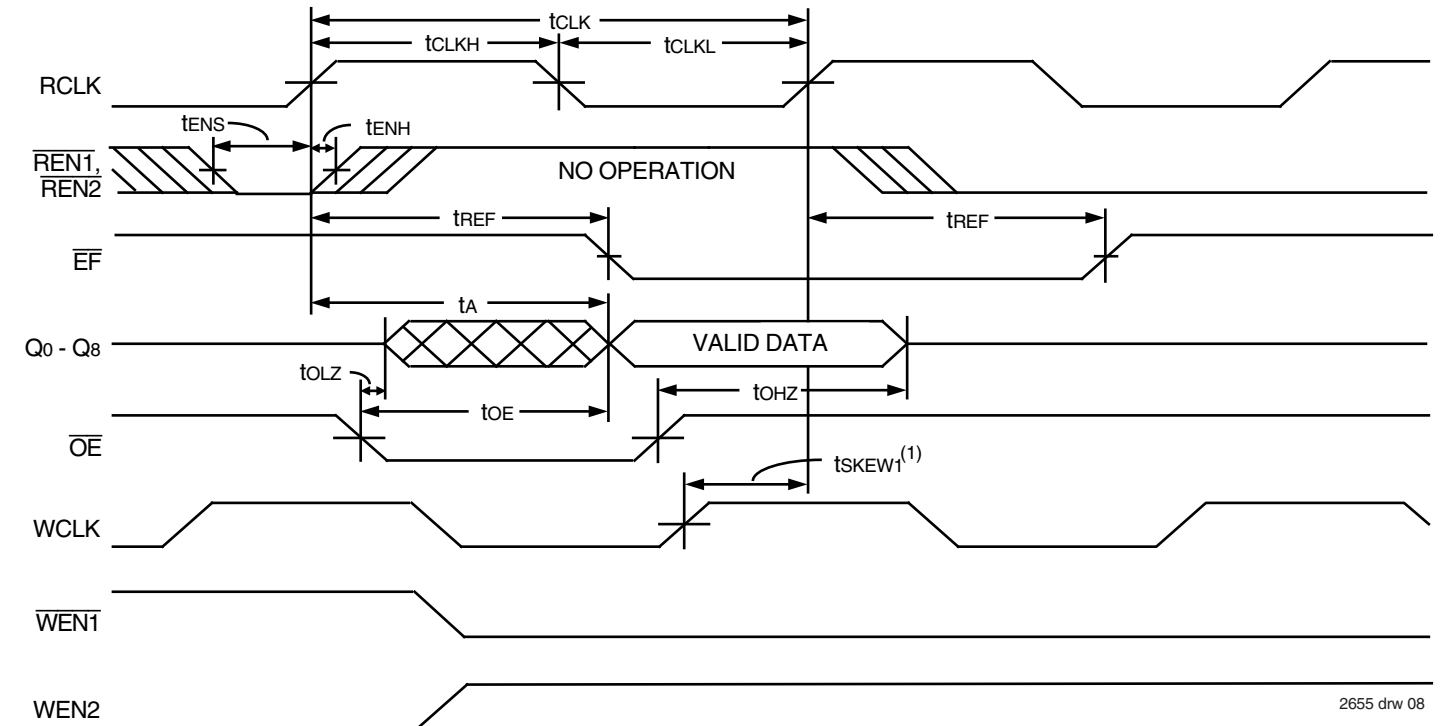 tCLK
tCLKH tCLKL
RCLK
tENS tENH
REN1,
REN2
NO OPERATION
tREF tREF
EF
tA
Q0 - Q8 VALID DATA
tOLZ tOHZ
tOE
OE
tSKEW1(1)
WCLK
WEN1
WEN2
2655 drw 08